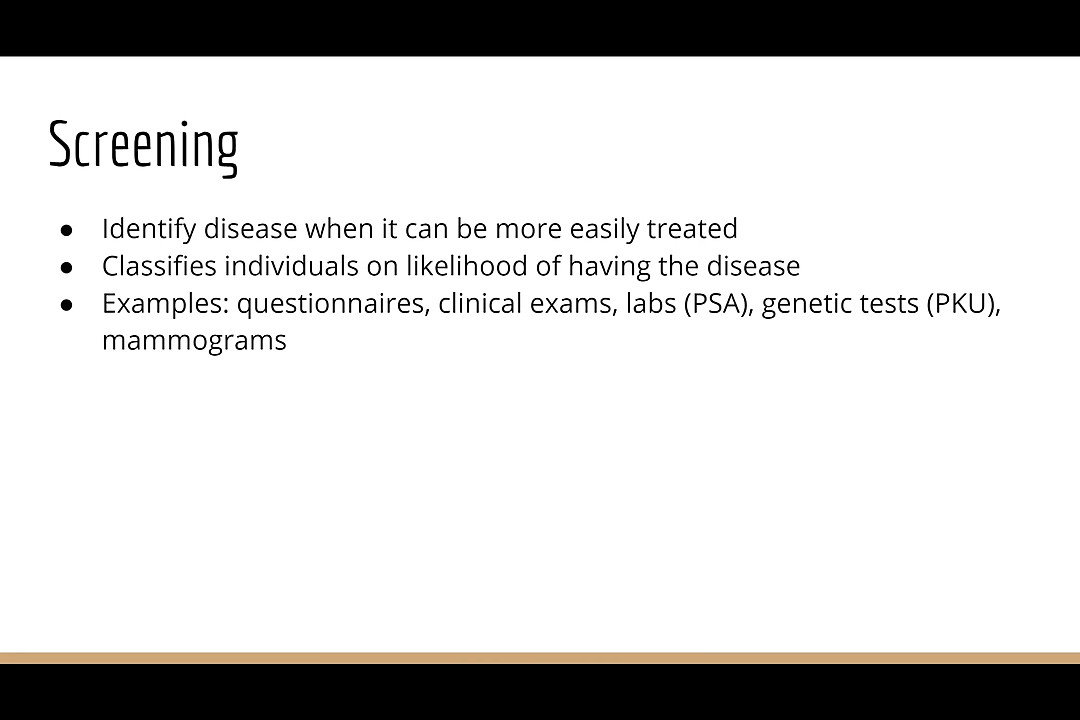 Screening
● Identify disease when it can be more easily treated
● Classifies individuals on likelihood of having the disease
● Examples: questionnaires, clinical exams, labs (PSA), genetic tests (PKU),
mammograms